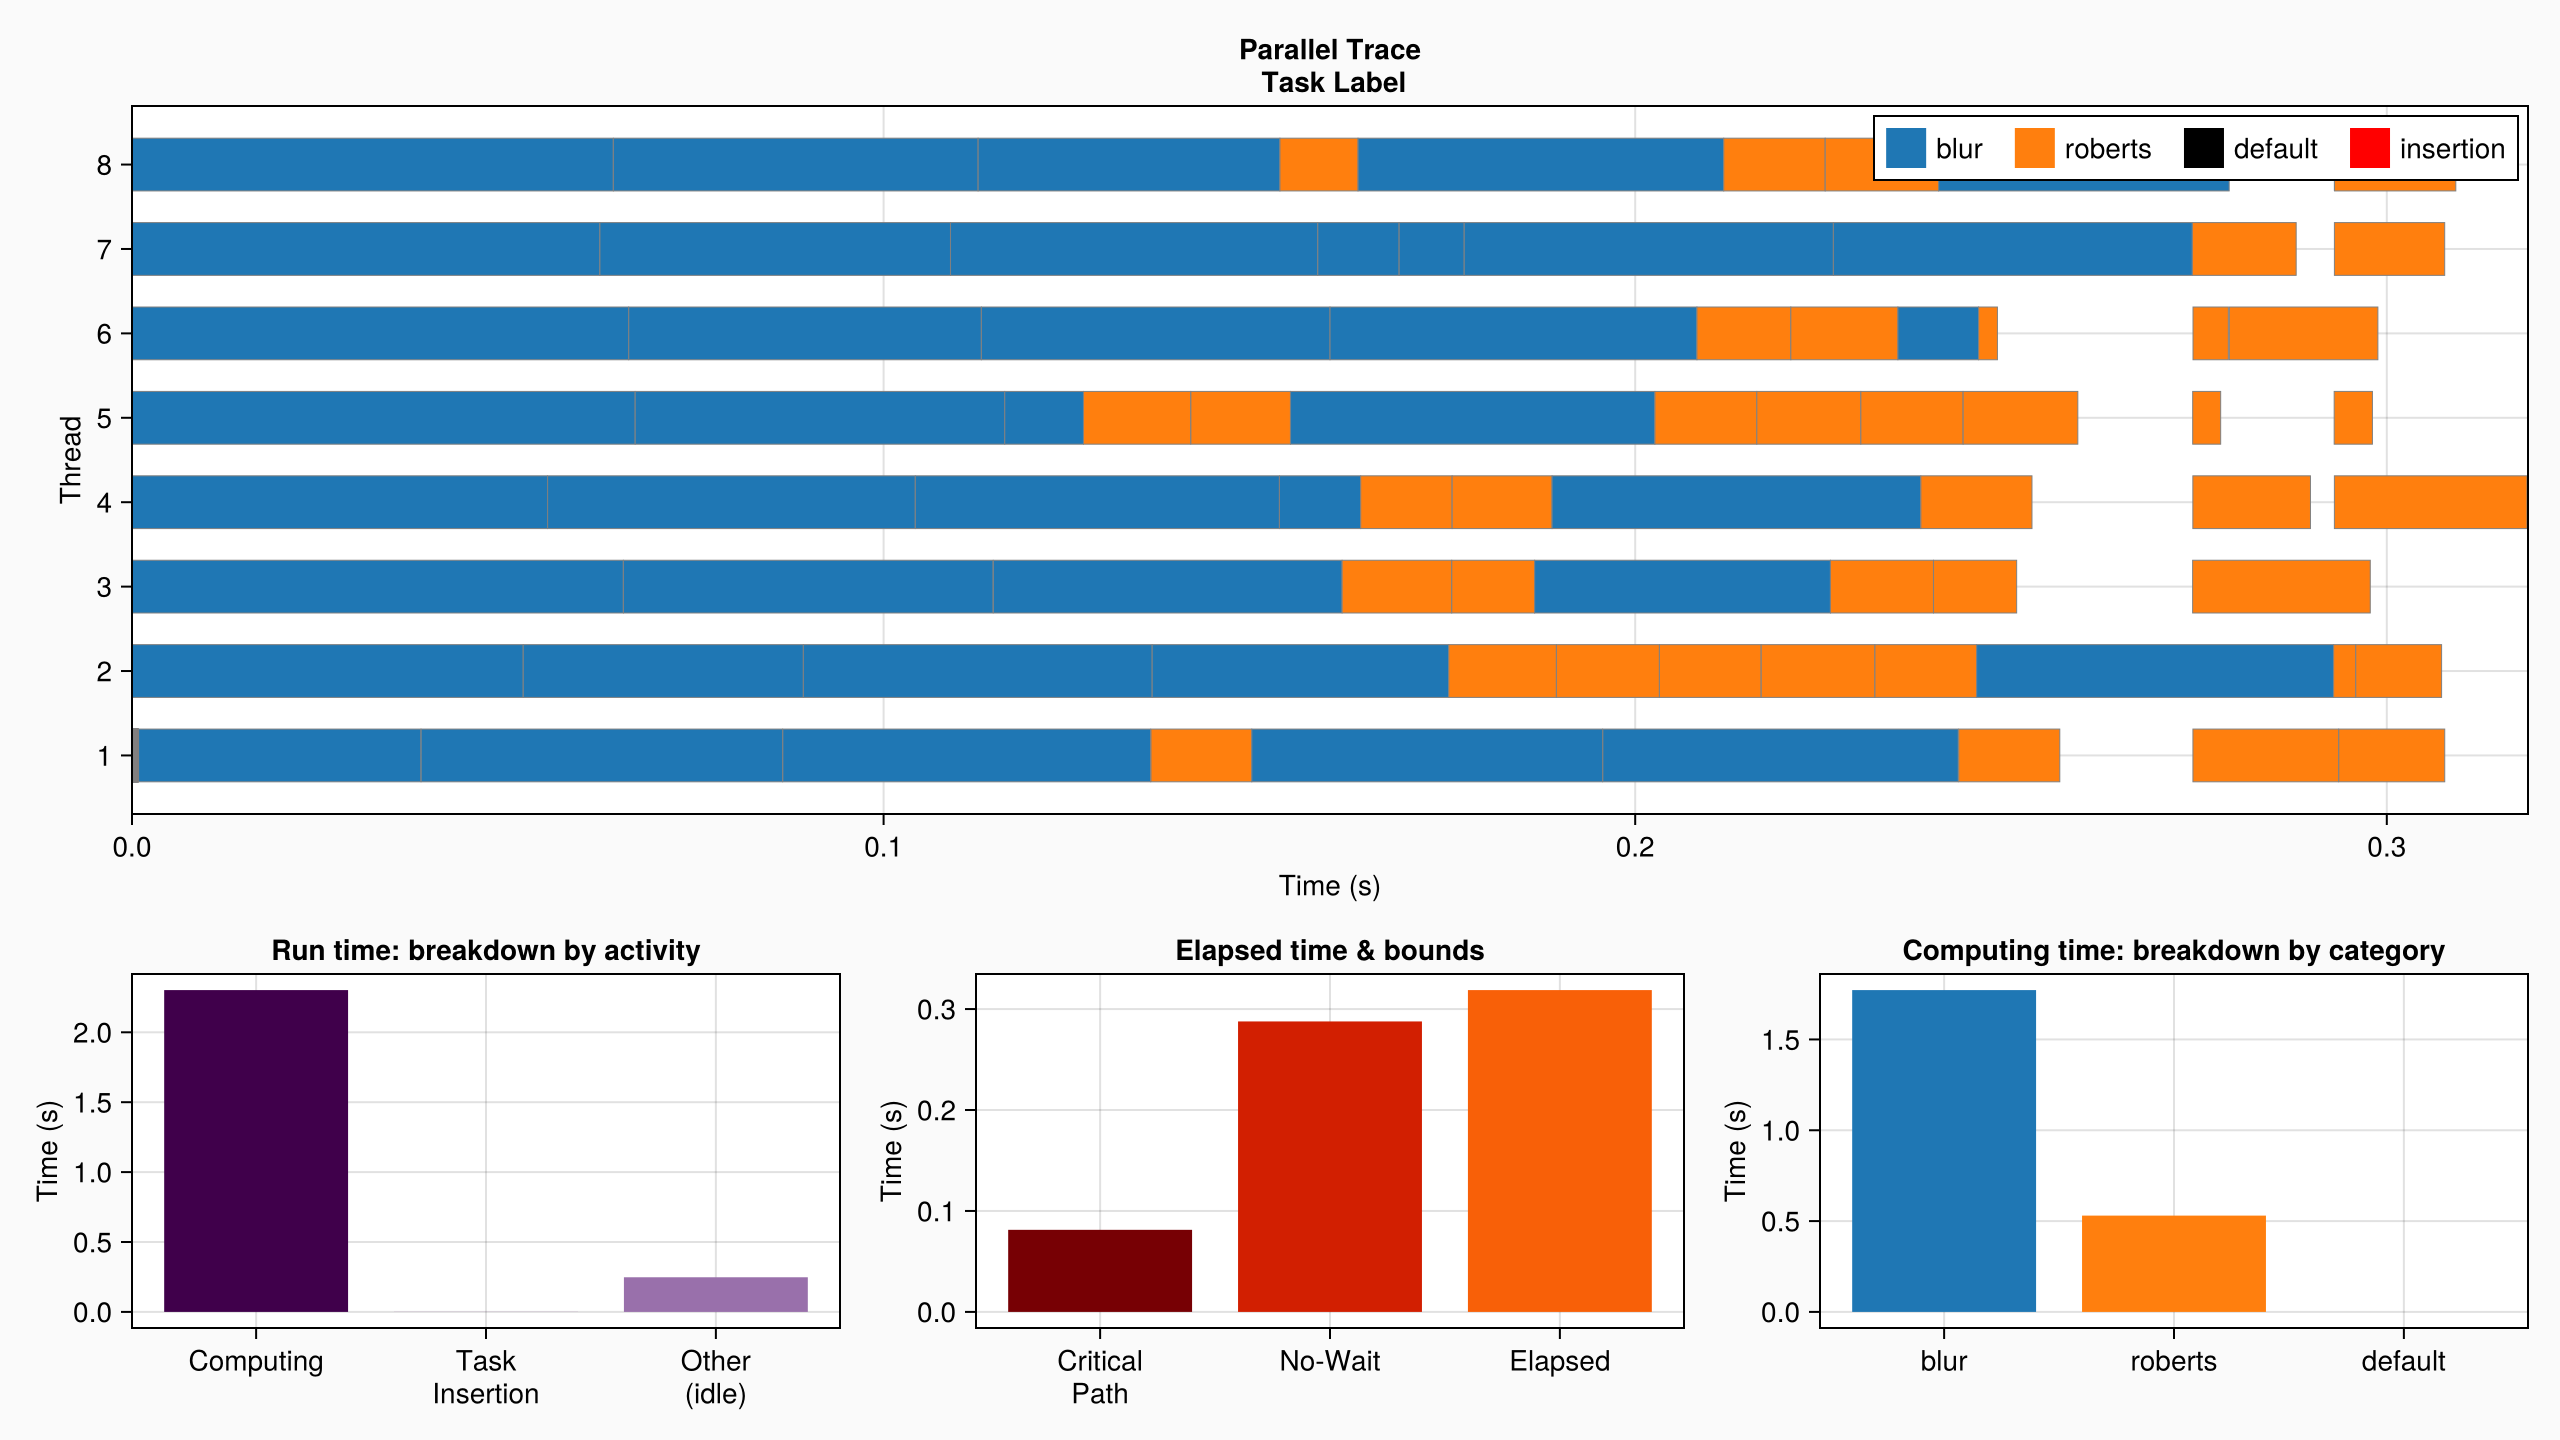 Parallel Trace
Task Label
blur roberts default insertion
8
7
6
5
4
3
2
1
Thread
0.0 0.1 0.2 0.3
Time (s)
Run time: breakdown by activity
2.0
1.5
1.0
0.5
0.0
Time (s)
Computing Task Other
Insertion (idle)
Elapsed time & bounds
0.3
0.2
0.1
0.0
Time (s)
Critical No-Wait Elapsed
Path
Computing time: breakdown by category
1.5
1.0
0.5
0.0
Time (s)
blur roberts default